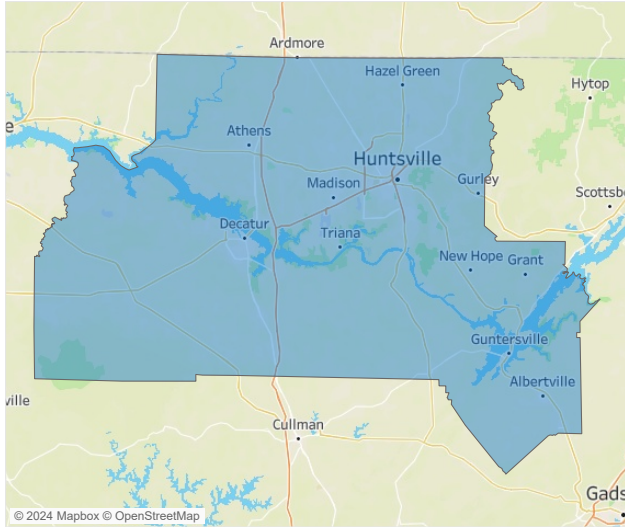 Ardmore
Hazel Green
Hytop
e
Athens
Huntsville
Madison
Gurley
Scottsb
Decatur
Triana
New Hope
Grant
Guntersville
Albertville
ville
Cullman
Gads
© 2024 Mapbox © OpenStreetMap